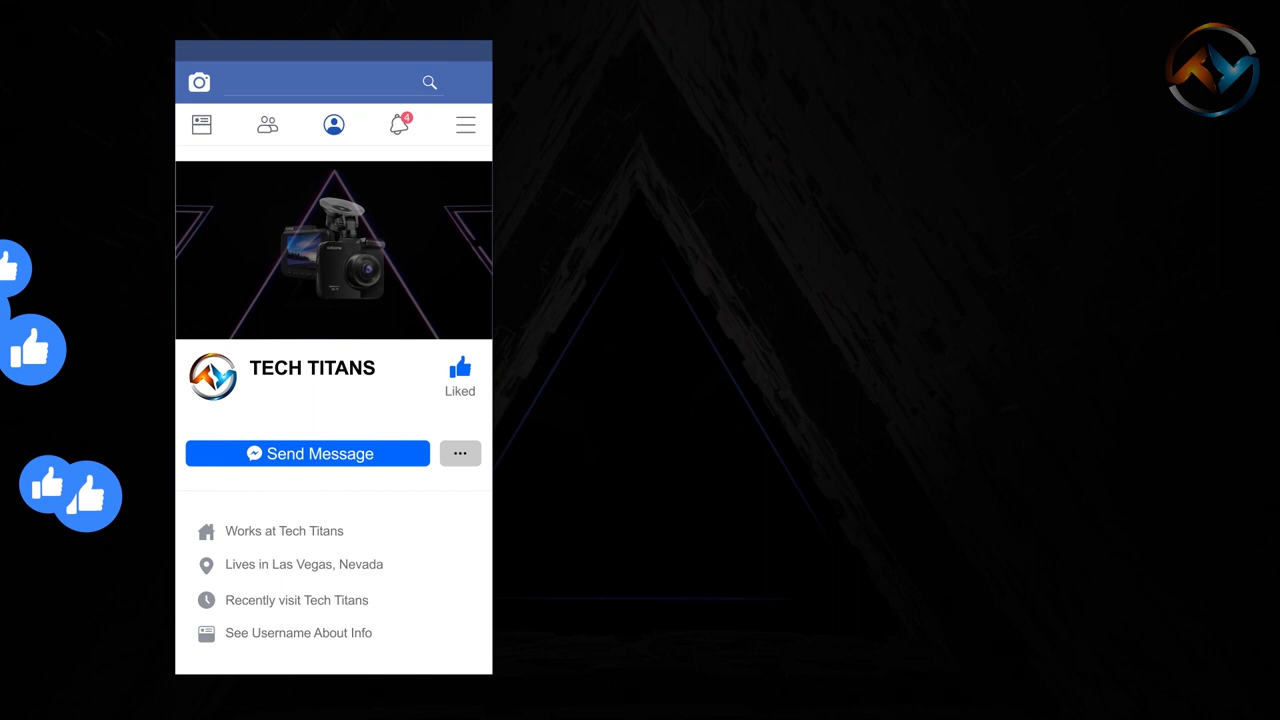 4
TECH TITANS
Liked
Send Message
Works at Tech Titans
Lives in Las Vegas, Nevada
Recently visit Tech Titans
See Username About Info